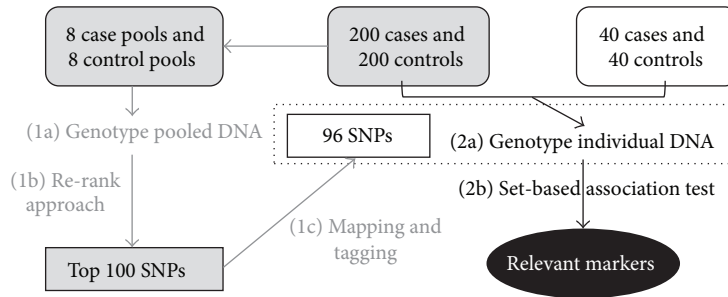 8 case pools and
8 control pools
200 cases and
200 controls
40 cases and
40 controls
(1a) Genotype pooled DNA
96 SNPs
(2a) Genotype individual DNA
(1b) Re-rank
approach
(2b) Set-based association test
(1c) Mapping and
tagging
Top 100 SNPs
Relevant markers